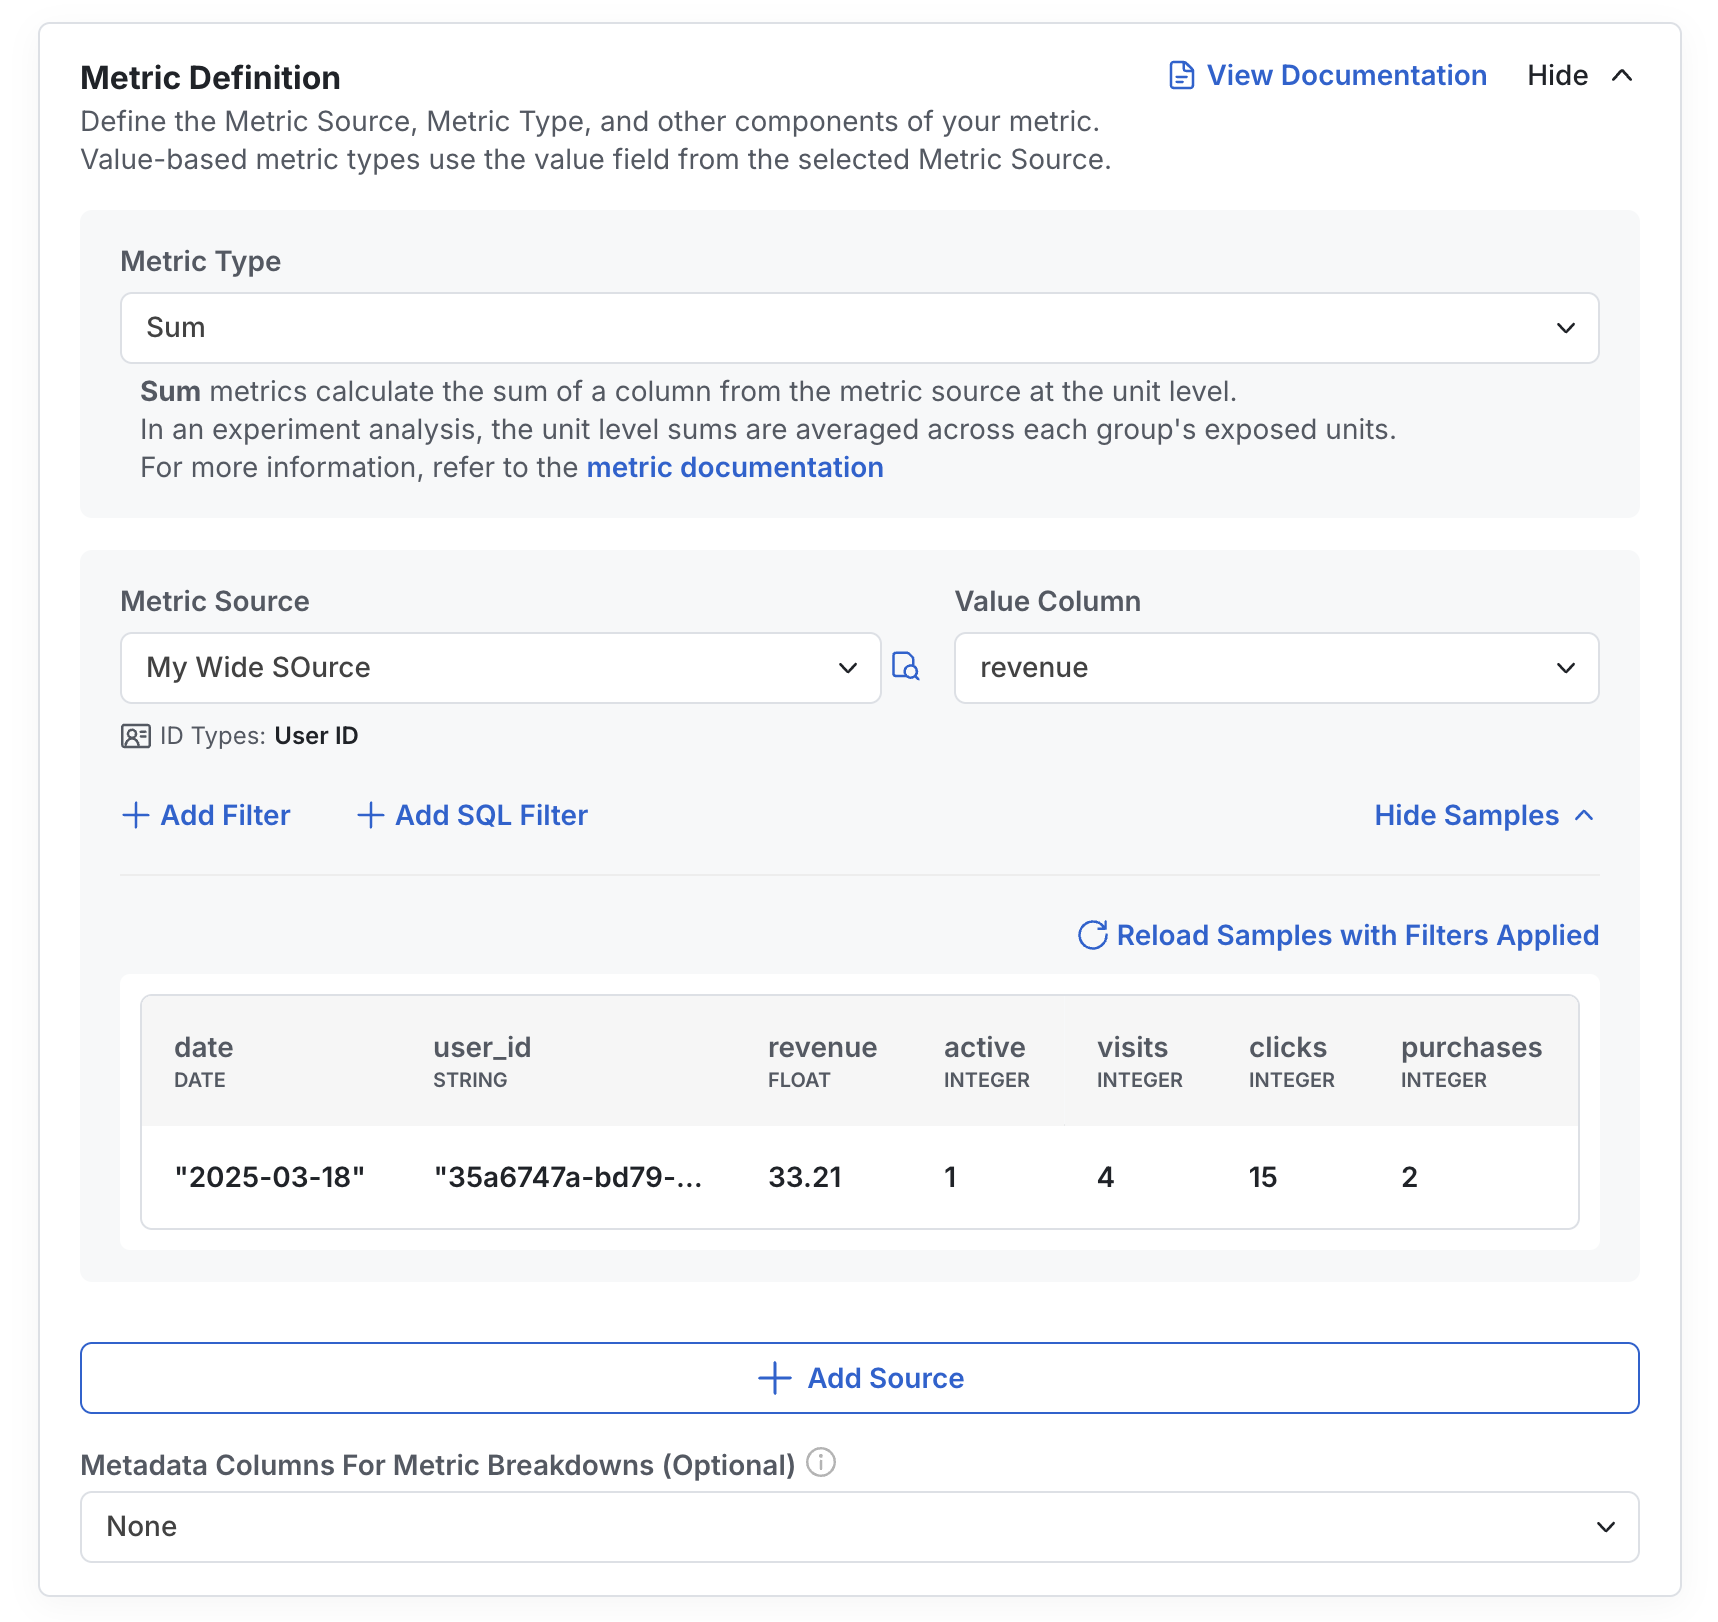 Metric Definition
View Documentation
Hide
Define the Metric Source, Metric Type, and other components of your metric.
Value-based metric types use the value field from the selected Metric Source.
Metric Type
Sum
Sum metrics calculate the sum of a column from the metric source at the unit level.
In an experiment analysis, the unit level sums are averaged across each group's exposed units.
For more information, refer to the metric documentation
Metric Source
Value Column
My Wide SOurce
revenue
ID Types: User ID
Add Filter
Add SQL Filter
Hide Samples
Reload Samples with Filters Applied
date user_id revenue active visits clicks purchases
DATE STRING FLOAT INTEGER INTEGER INTEGER INTEGER
"2025-03-18" "35a6747a-bd79-... 33.21 1 4 15 2
Add Source
Metadata Columns For Metric Breakdowns (Optional)
None